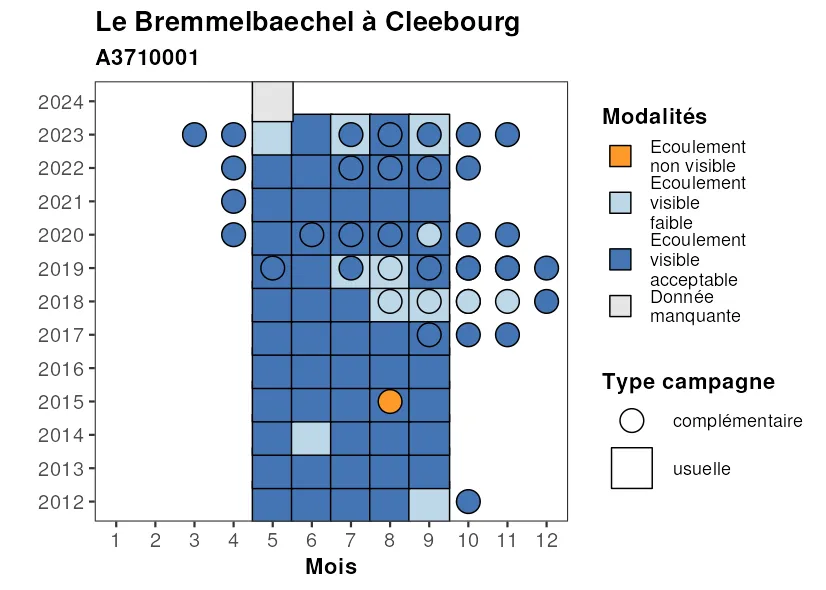 Le Bremmelbaechel à Cleebourg
A3710001
2024
2023
2022
2021
2020
2019
2018
2017
2016
2015
2014
2013
2012
1 2 3 4 5 6 7 8 9 10 11 12
Mois
Modalités
Ecoulement
non visible
Ecoulement
visible
faible
Ecoulement
visible
acceptable
Donnée
manquante
Type campagne
complémentaire
usuelle